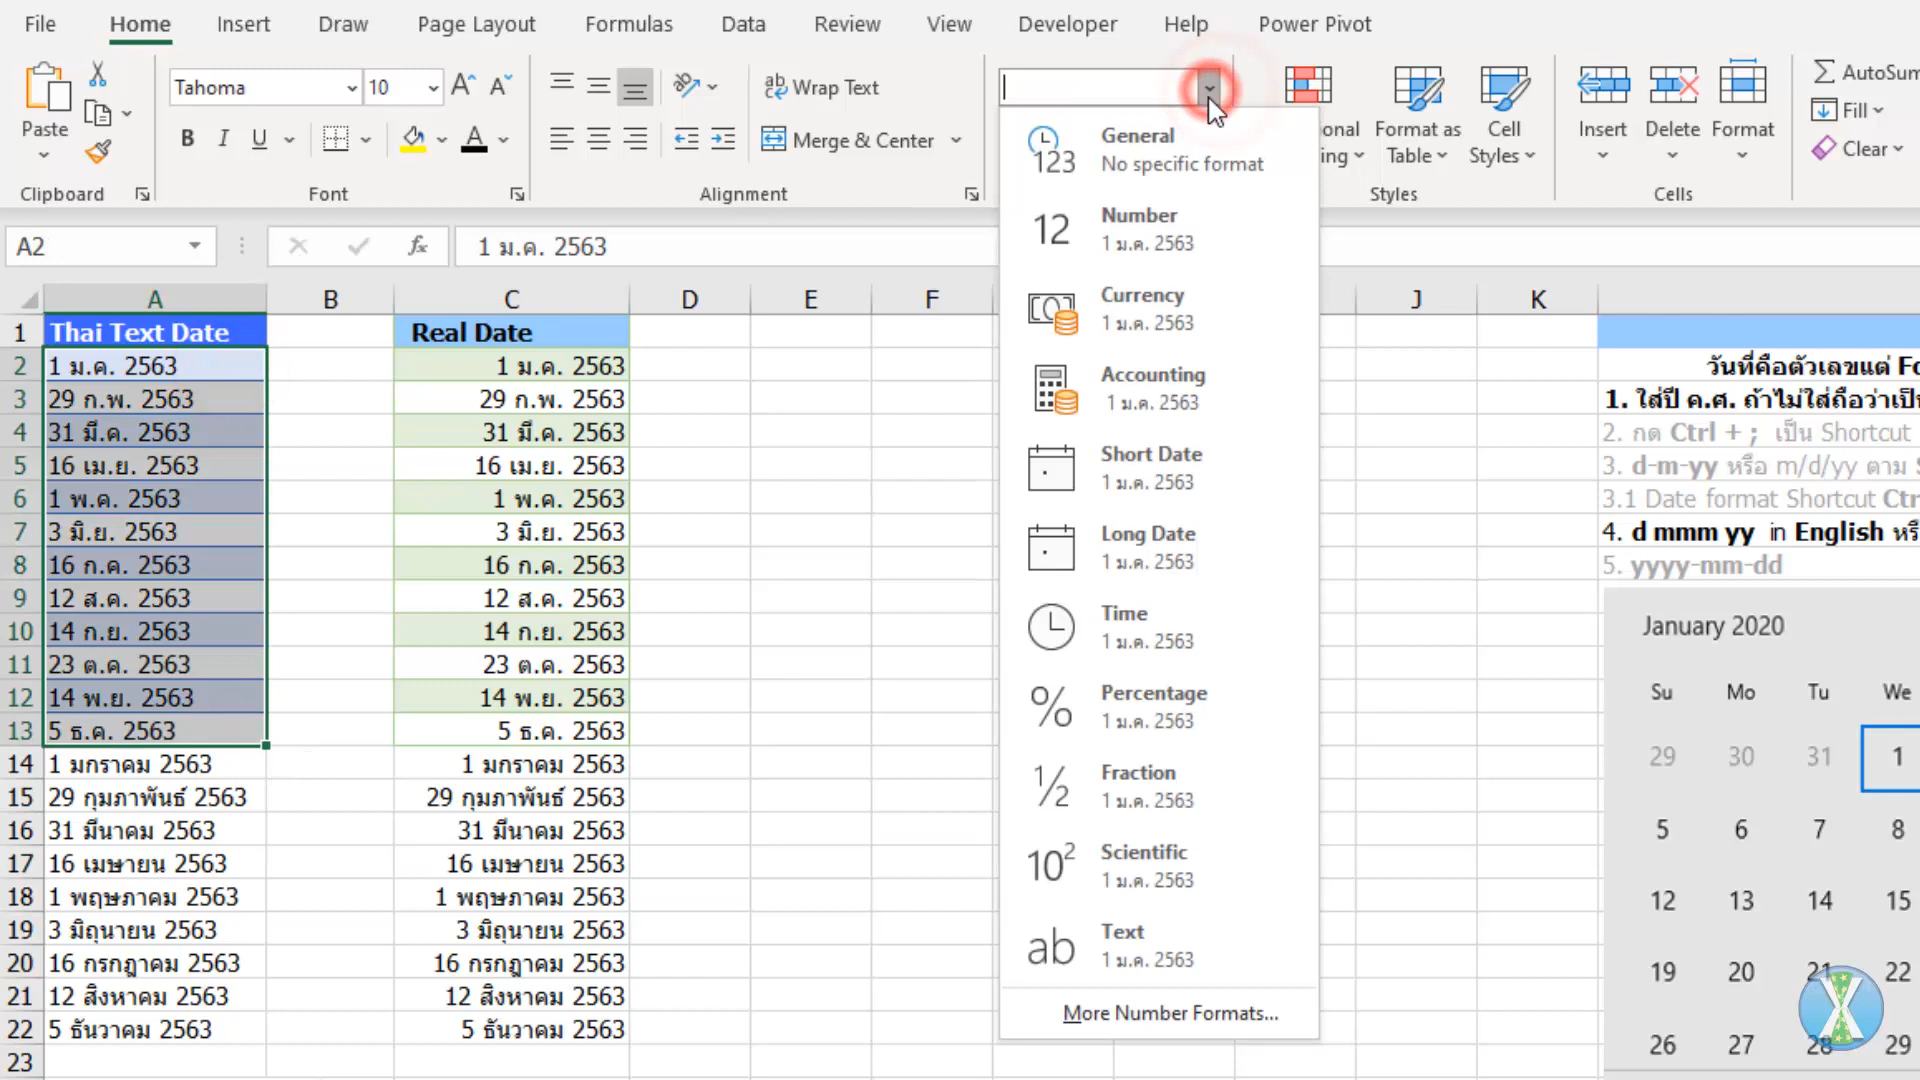 File Home Insert Draw Page Layout Formulas Data Review View Developer Help Power Pivot
Tahoma 10 Wrap Text
Paste B I U A Merge & Center
Clipboard Font Alignment
Format as Table Cell Styles Styles
Insert Delete Format Cells
Fill
Clear
A2 fx 1 ม.ค. 2563
A B C D E F J K
1 Thai Text Date Real Date
2 1 ม.ค. 2563 1 ม.ค. 2563
3 29 ก.พ. 2563 29 ก.พ. 2563
4 31 มี.ค. 2563 31 มี.ค. 2563
5 16 เม.ย. 2563 16 เม.ย. 2563
6 1 พ.ค. 2563 1 พ.ค. 2563
7 3 มิ.ย. 2563 3 มิ.ย. 2563
8 16 ก.ค. 2563 16 ก.ค. 2563
9 12 ส.ค. 2563 12 ส.ค. 2563
10 14 ก.ย. 2563 14 ก.ย. 2563
11 23 ต.ค. 2563 23 ต.ค. 2563
12 14 พ.ย. 2563 14 พ.ย. 2563
13 5 ธ.ค. 2563 5 ธ.ค. 2563
14 1 มกราคม 2563 1 มกราคม 2563
15 29 กุมภาพันธ์ 2563 29 กุมภาพันธ์ 2563
16 31 มีนาคม 2563 31 มีนาคม 2563
17 16 เมษายน 2563 16 เมษายน 2563
18 1 พฤษภาคม 2563 1 พฤษภาคม 2563
19 3 มิถุนายน 2563 3 มิถุนายน 2563
20 16 กรกฎาคม 2563 16 กรกฎาคม 2563
21 12 สิงหาคม 2563 12 สิงหาคม 2563
22 5 ธันวาคม 2563 5 ธันวาคม 2563
23
123 General
No specific format
12 Number
1 ม.ค. 2563
Currency
1 ม.ค. 2563
Accounting
1 ม.ค. 2563
Short Date
1 ม.ค. 2563
Long Date
1 ม.ค. 2563
Time
1 ม.ค. 2563
% Percentage
1 ม.ค. 2563
½ Fraction
1 ม.ค. 2563
10² Scientific
1 ม.ค. 2563
ab Text
1 ม.ค. 2563
More Number Formats...
วันที่คือตัวเลขแต่
1. ใส่ปี ค.ศ. ถ้าไม่ใส่ถือว่าเป็น
2. กด Ctrl + ; เป็น Shortcut
3. d-m-yy หรือ m/d/yy ตาม
3.1 Date format Shortcut
4. d mmm yy in English
5. yyyy-mm-dd
January 2020
Su Mo Tu We
29 30 31 1
5 6 7 8
12 13 14 15
19 20 21 22
26 27 28 29